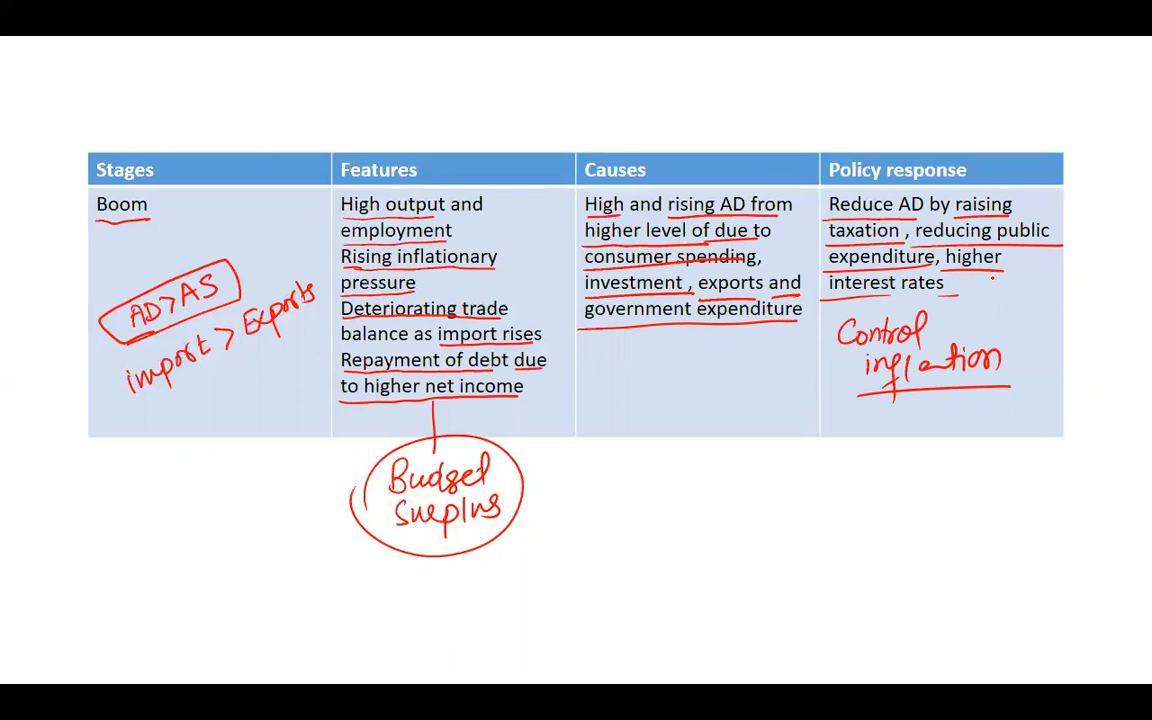 Stages
Features
Causes
Policy response
Boom
High output and
employment
Rising inflationary
pressure
Deteriorating trade
balance as import rises
Repayment of debt due
to higher net income
High and rising AD from
higher level of due to
consumer spending,
investment , exports and
government expenditure
Reduce AD by raising
taxation , reducing public
expenditure, higher
interest rates
AD > AS
import > Exports
Control
inflation
Budget
Surplus